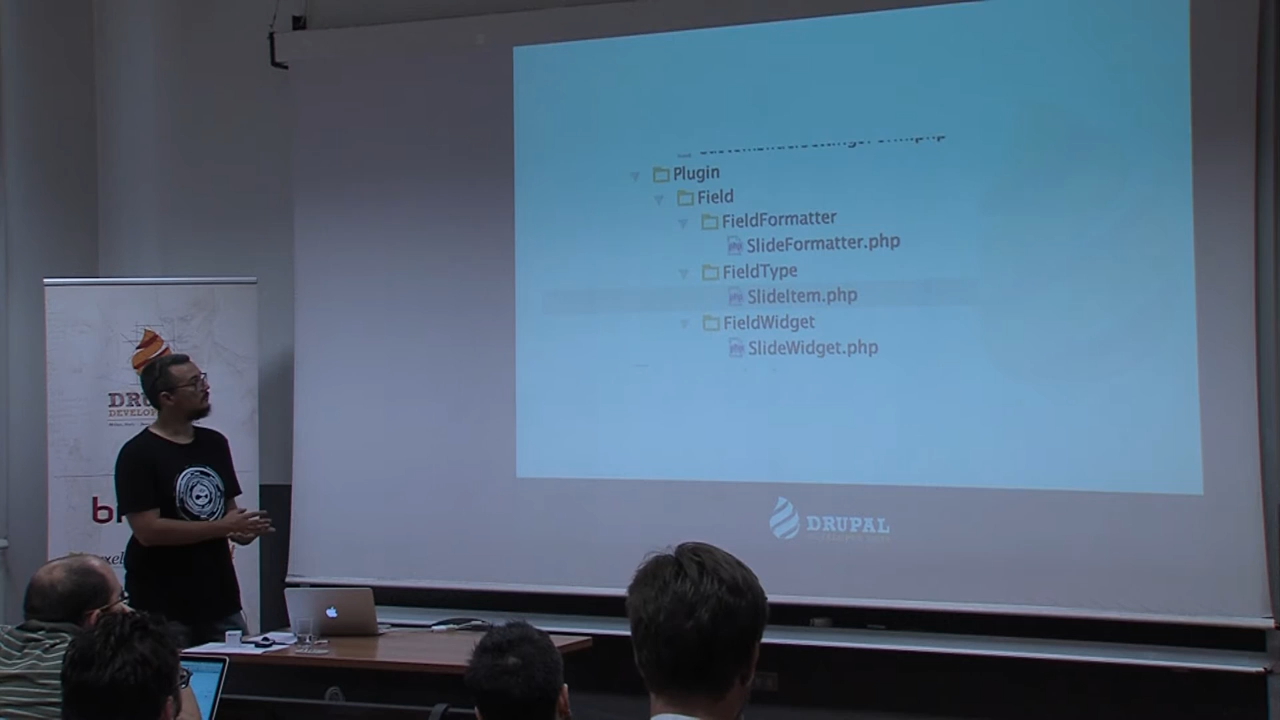 Plugin
Field
FieldFormatter
SlideFormatter.php
FieldType
SlideItem.php
FieldWidget
SlideWidget.php
DRUPAL